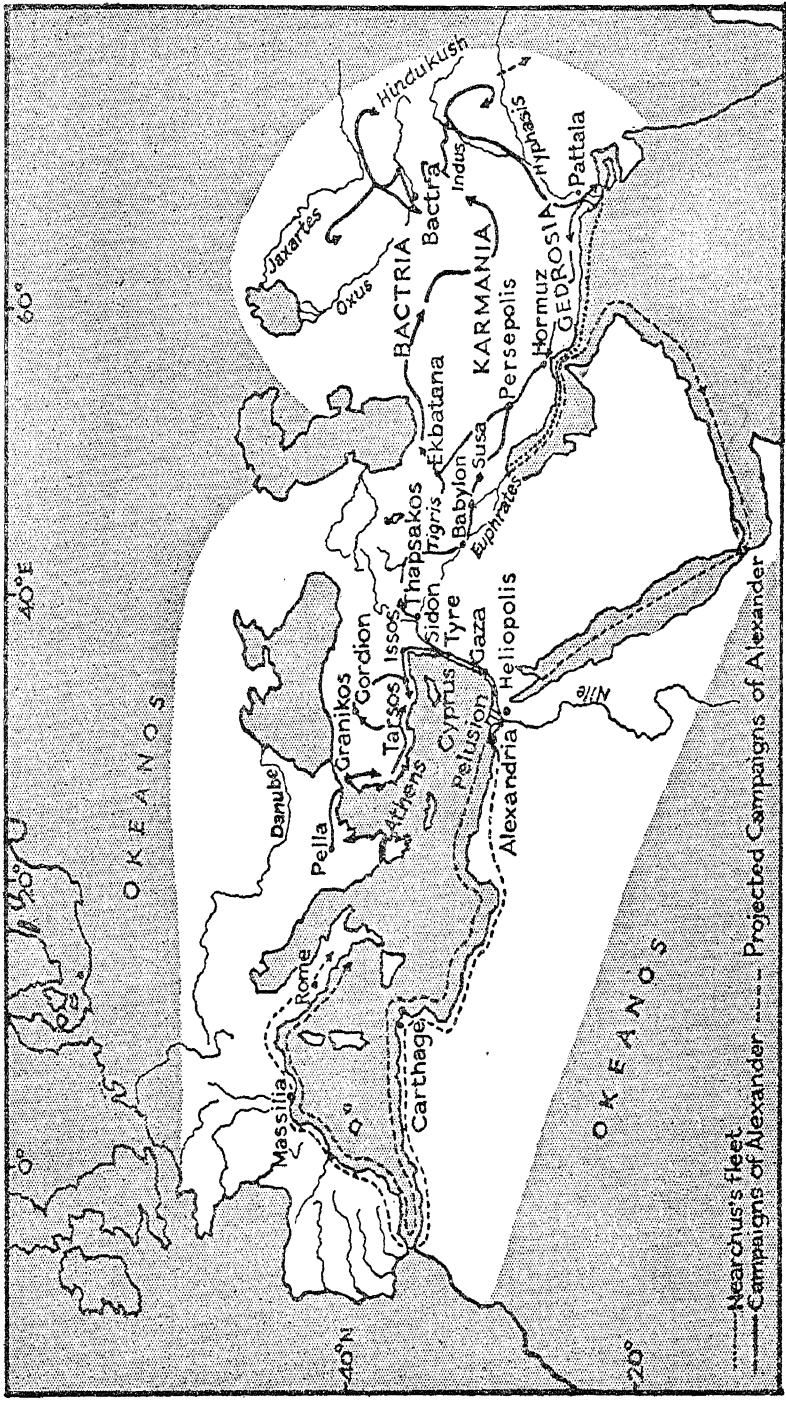 OKEANOS
60°
40°E
20°
0°
40°N
20°
Hindukush
Jaxartes
Oxus
BACTRIA
Bactra
Indus
Hyphasis
Pattala
GEDROSIA
KARMANIA
Hormuz
Persepolis
Ekbatana
Susa
Babylon
Tigris
Euphrates
Thapsakos
Sidon
Tyre
Gaza
Heliopolis
Issos
Gordion
Granikos
Tarsos
Cyprus
Pelusion
Alexandria
Nile
Athens
Pella
Danube
Rome
Massilia
Carthage
OKEANOS
Nearchus's fleet
Campaigns of Alexander
Projected Campaigns of Alexander